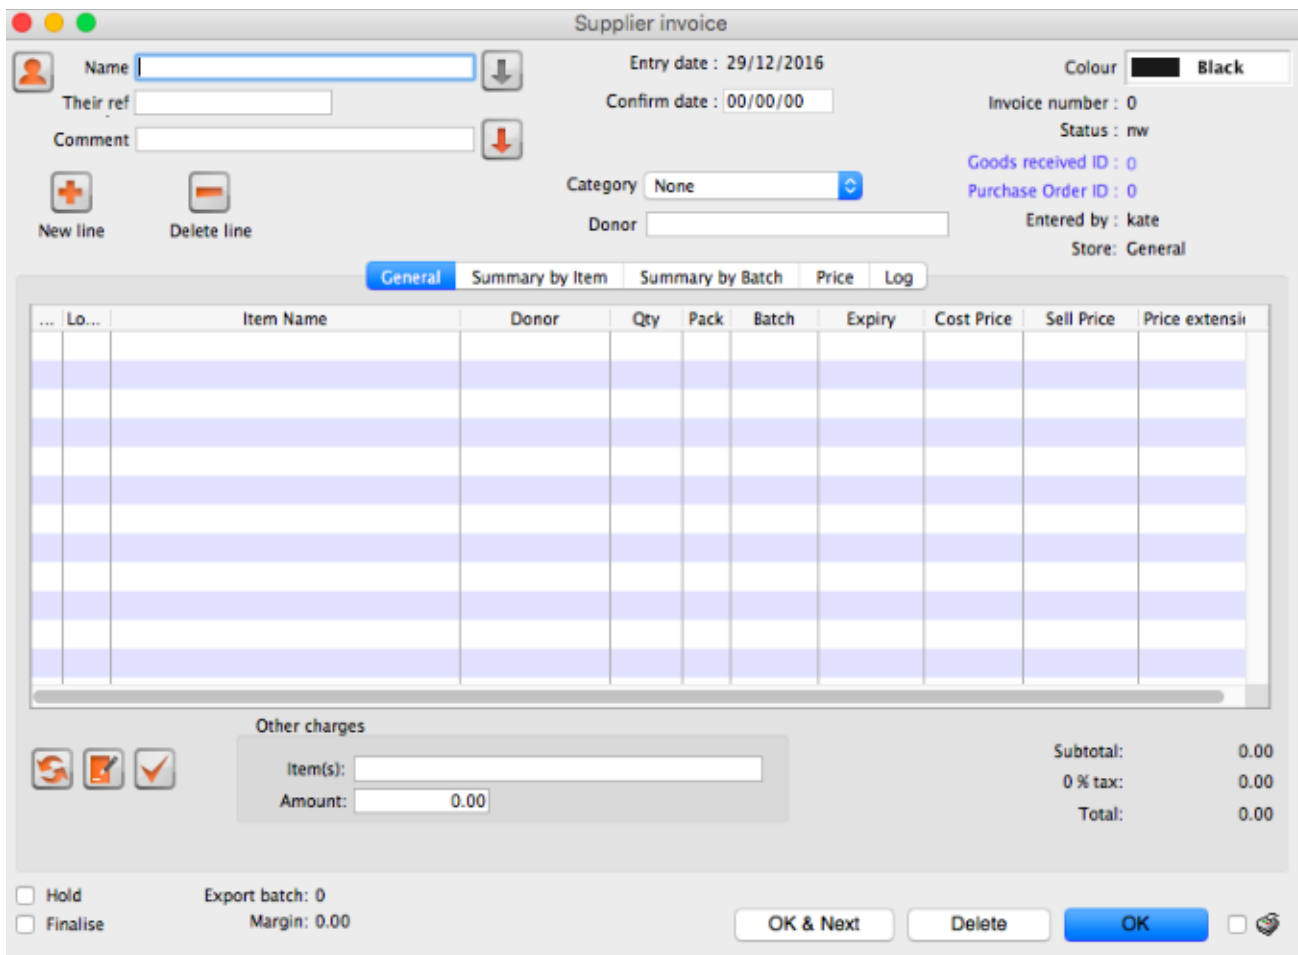 Supplier invoice
Name
Entry date : 29/12/2016
Colour Black
Their ref
Confirm date : 00/00/00
Invoice number : 0
Comment
Status : nw
Goods received ID : 0
Category None
Purchase Order ID : 0
New line Delete line
Donor
Entered by : kate
Store: General
General Summary by Item Summary by Batch Price Log
... Lo... Item Name Donor Qty Pack Batch Expiry Cost Price Sell Price Price extensi
Other charges
Item(s):
Amount: 0.00
Subtotal: 0.00
0 % tax: 0.00
Total: 0.00
Hold Export batch: 0
Finalise Margin: 0.00
OK & Next Delete OK